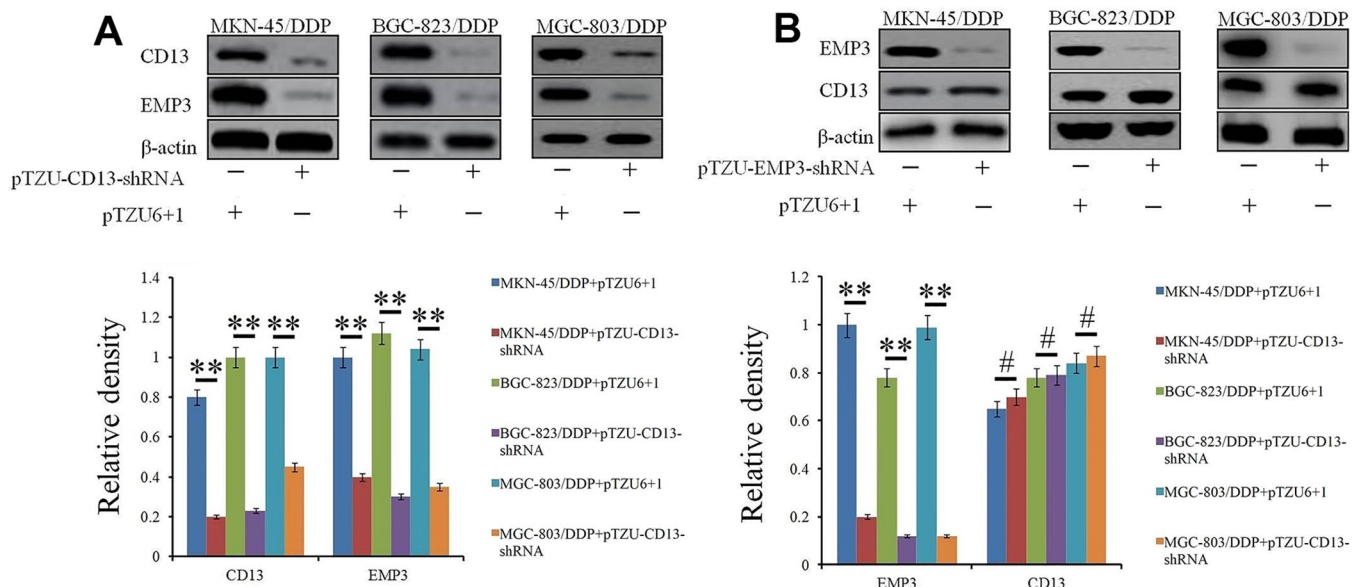 A
MKN-45/DDP BGC-823/DDP MGC-803/DDP
CD13
EMP3
β-actin
pTZU-CD13-shRNA − + − + − +
pTZU6+1 + − + − + −
Relative density
1.4
1.2
1
0.8
0.6
0.4
0.2
0
** ** ** ** ** **
CD13 EMP3
MKN-45/DDP+pTZU6+1
MKN-45/DDP+pTZU-CD13-
shRNA
BGC-823/DDP+pTZU6+1
BGC-823/DDP+pTZU-CD13-
shRNA
MGC-803/DDP+pTZU6+1
MGC-803/DDP+pTZU-CD13-
shRNA
B
MKN-45/DDP BGC-823/DDP MGC-803/DDP
EMP3
CD13
β-actin
pTZU-EMP3-shRNA − + − + − +
pTZU6+1 + − + − + −
Relative density
1.2
1
0.8
0.6
0.4
0.2
0
** ** ** # # #
EMP3 CD13
MKN-45/DDP+pTZU6+1
MKN-45/DDP+pTZU-CD13-
shRNA
BGC-823/DDP+pTZU6+1
BGC-823/DDP+pTZU-CD13-
shRNA
MGC-803/DDP+pTZU6+1
MGC-803/DDP+pTZU-CD13-
shRNA